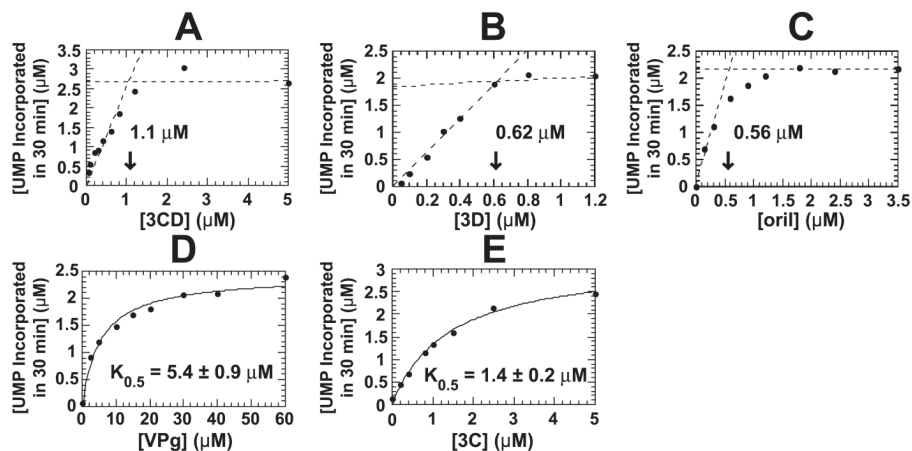 A
[UMP Incorporated
in 30 min] (μM)
3.5
3
2.5
2
1.5
1
0.5
0
1.1 μM
0 1 2 3 4 5
[3CD] (μM)
B
[UMP Incorporated
in 30 min] (μM)
2.5
2
1.5
1
0.5
0
0.62 μM
0 0.2 0.4 0.6 0.8 1 1.2
[3D] (μM)
C
[UMP Incorporated
in 30 min] (μM)
2.5
2
1.5
1
0.5
0
0.56 μM
0 0.5 1 1.5 2 2.5 3 3.5
[oriI] (μM)
D
[UMP Incorporated
in 30 min] (μM)
2.5
2
1.5
1
0.5
0
K0.5 = 5.4 ± 0.9 μM
0 10 20 30 40 50 60
[VPg] (μM)
E
[UMP Incorporated
in 30 min] (μM)
3
2.5
2
1.5
1
0.5
0
K0.5 = 1.4 ± 0.2 μM
0 1 2 3 4 5
[3C] (μM)